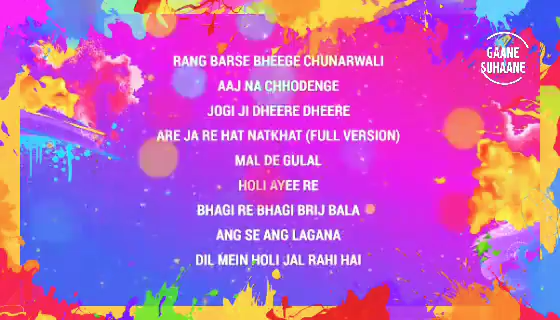 GAANE
SUHAANE
RANG BARSE BHEEGE CHUNARWALI
AAJ NA CHHODENGE
JOGI JI DHEERE DHEERE
ARE JA RE HAT NATKHAT (FULL VERSION)
MAL DE GULAL
HOLI AYEE RE
BHAGI RE BHAGI BRIJ BALA
ANG SE ANG LAGANA
DIL MEIN HOLI JAL RAHI HAI